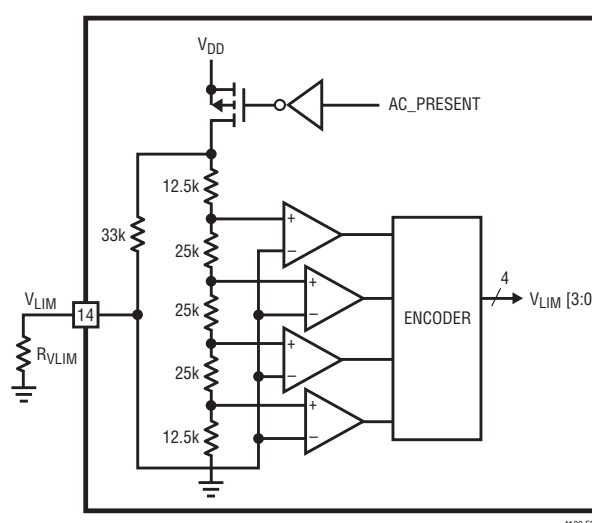 VDD
AC_PRESENT
12.5k
33k
25k
25k
25k
12.5k
+
−
+
−
+
−
+
−
ENCODER
4
VLIM [3:0
VLIM
14
RVLIM